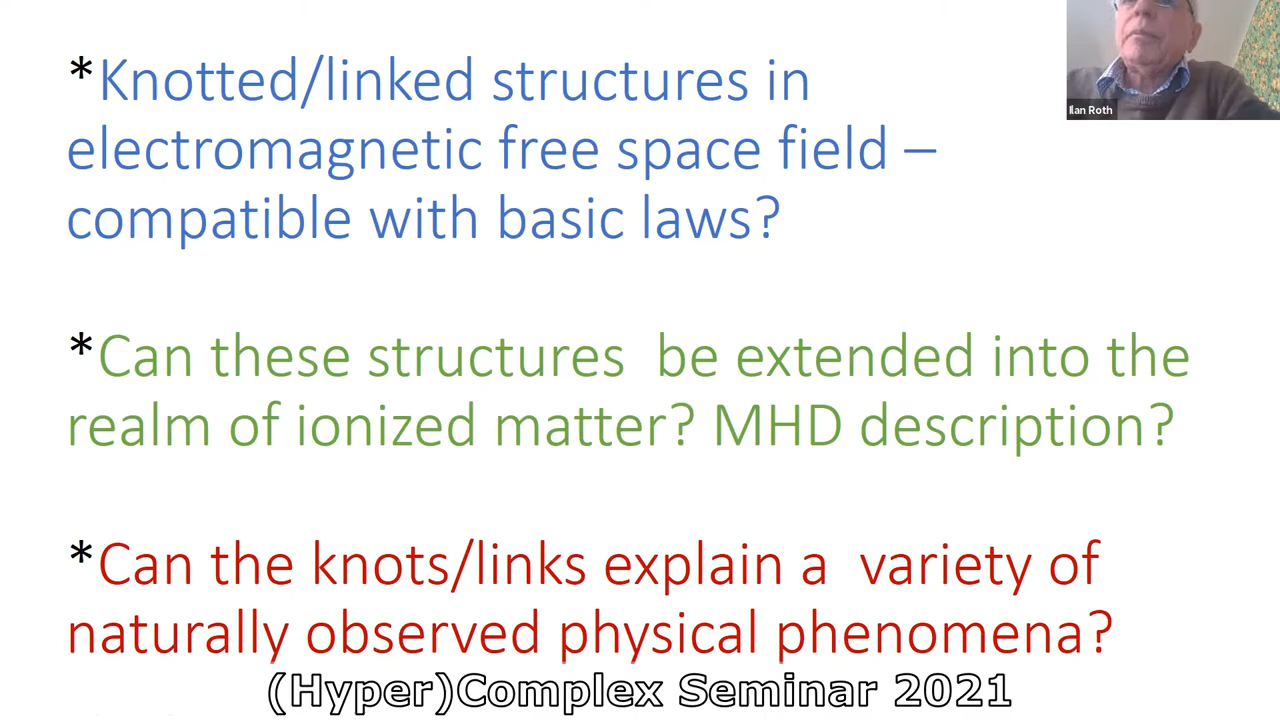 *Knotted/linked structures in
electromagnetic free space field –
compatible with basic laws?
*Can these structures  be extended into the
realm of ionized matter? MHD description?
*Can the knots/links explain a  variety of
naturally observed physical phenomena?
(Hyper)Complex Seminar 2021
Ilan Roth